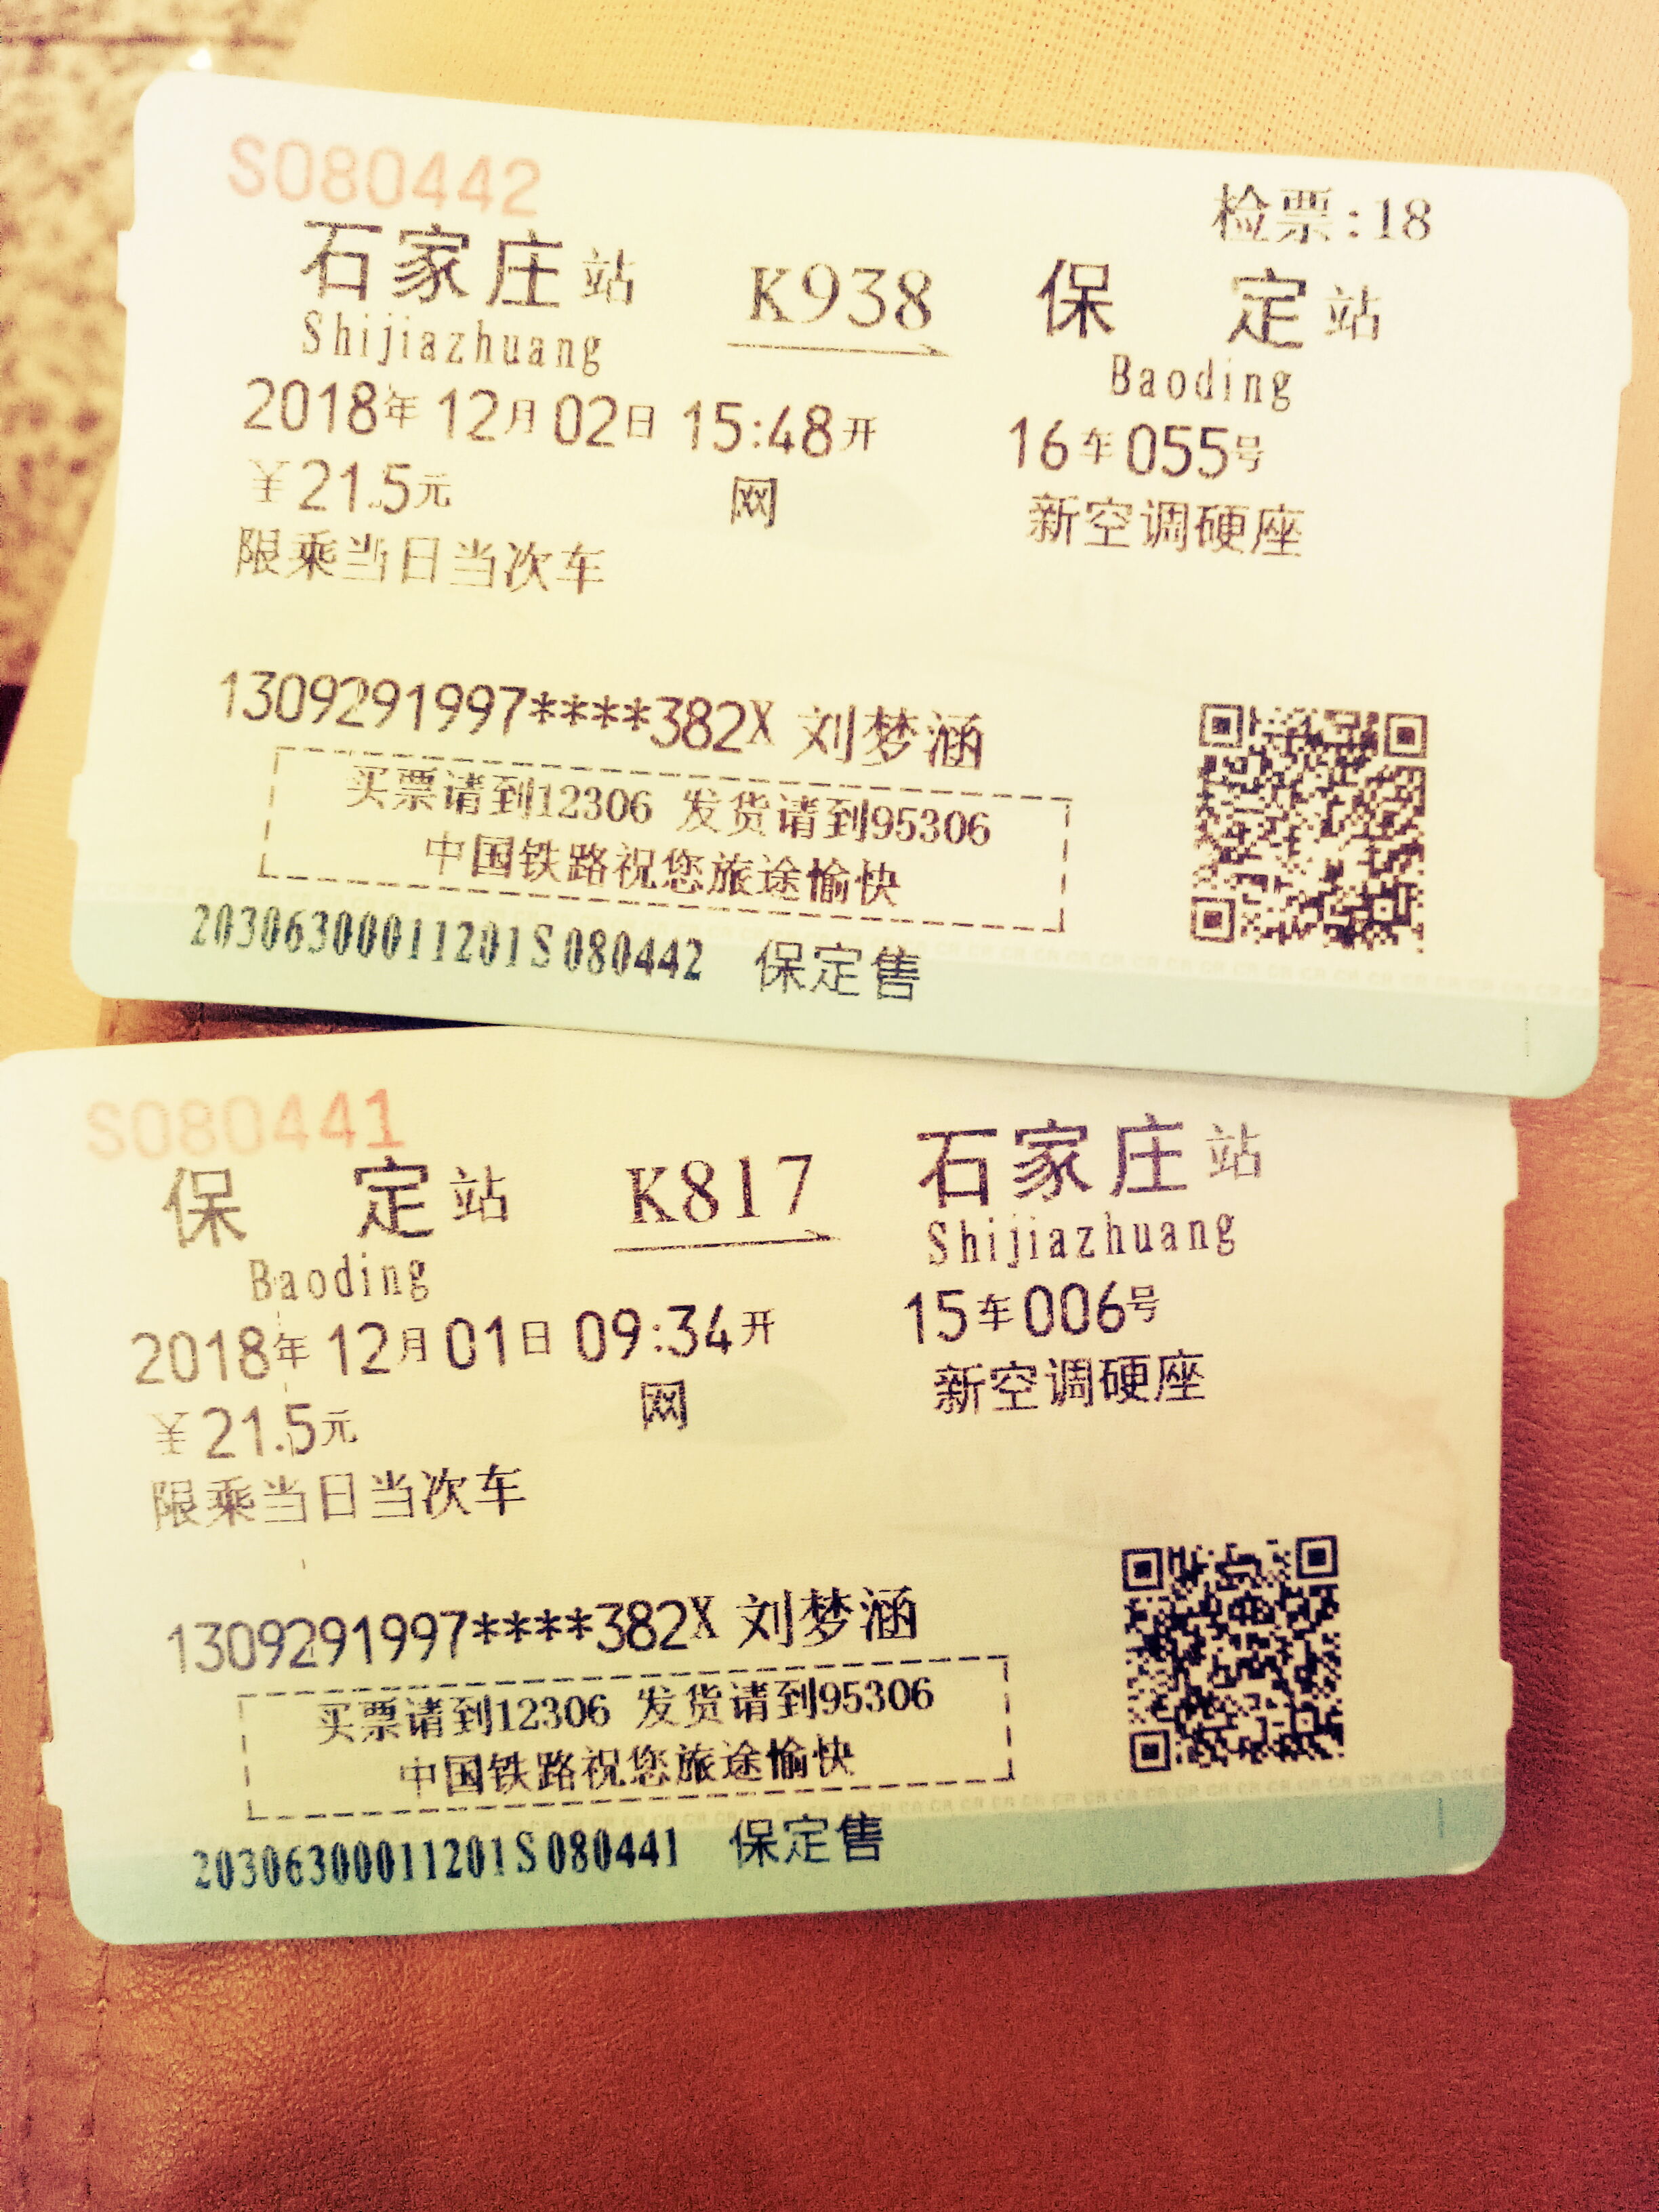 S080442
检票:18
石家庄站 K938 保定站
Shijiazhuang Baoding
2018年12月02日 15:48开 16车055号
¥21.5元 网 新空调硬座
限乘当日当次车
1309291997****382X 刘梦涵
买票请到12306 发货请到95306
中国铁路祝您旅途愉快
20306300011201S080442 保定售
S080441
保定站 K817 石家庄站
Baoding Shijiazhuang
2018年12月01日 09:34开 15车006号
¥21.5元 网 新空调硬座
限乘当日当次车
1309291997****382X 刘梦涵
买票请到12306 发货请到95306
中国铁路祝您旅途愉快
20306300011201S080441 保定售